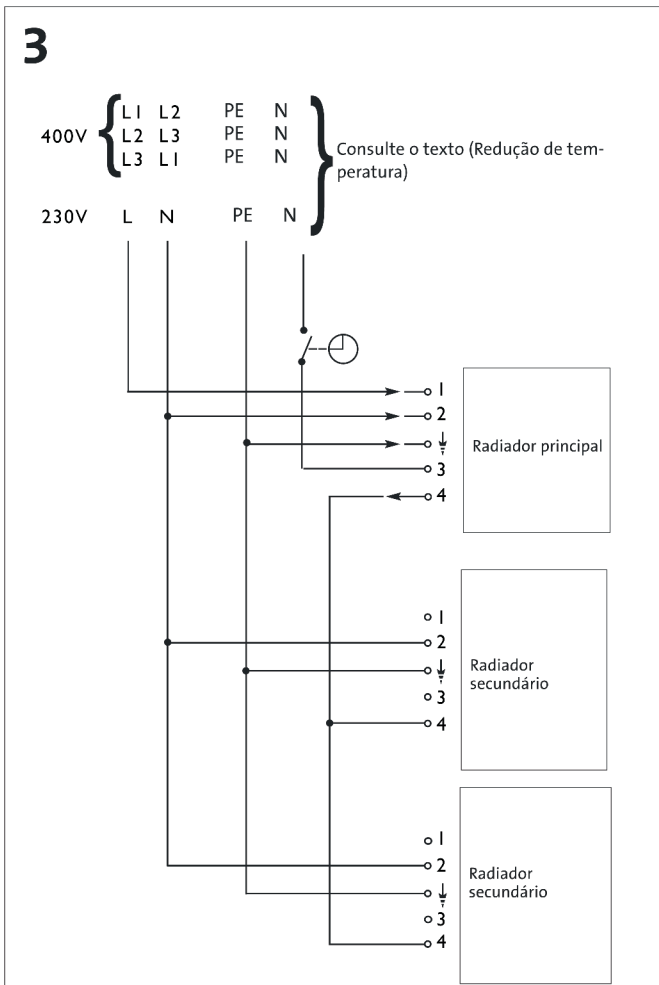 3
400V
L1 L2 PE N
L2 L3 PE N
L3 L1 PE N
Consulte o texto (Redução de tem-
peratura)
230V L N PE N
1
2
3
4
Radiador principal
1
2
3
4
Radiador
secundário
1
2
3
4
Radiador
secundário